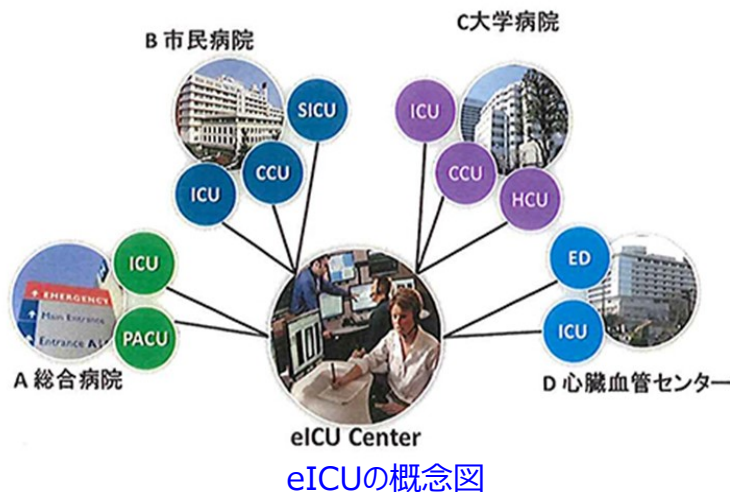 B 市民病院
C大学病院
SICU
CCU
ICU
ICU
CCU
HCU
ICU
PACU
EMERGENCY
Main Entrance
Entrance A
A 総合病院
ED
ICU
D 心臓血管センター
eICU Center
eICUの概念図